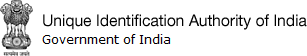 Unique Identification Authority of India
Government of India